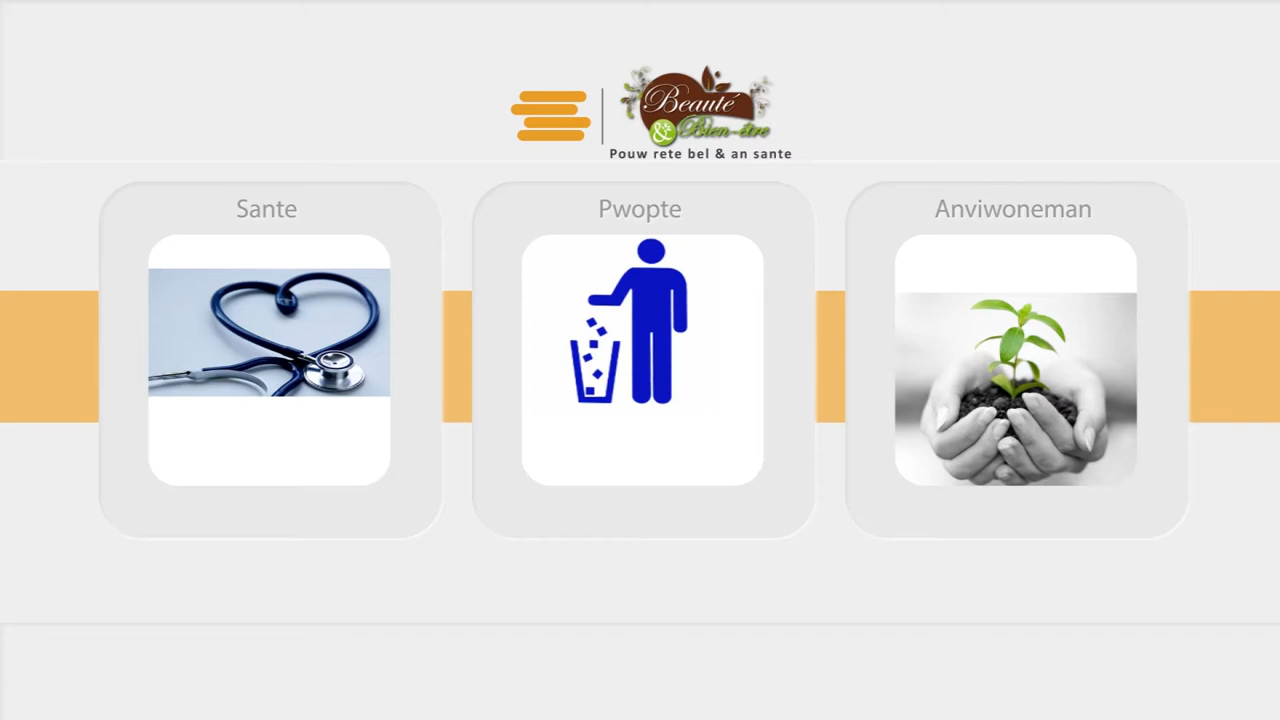 Beauté
& Bien-être
Pouw rete bel & an sante
Sante
Pwopte
Anviwoneman